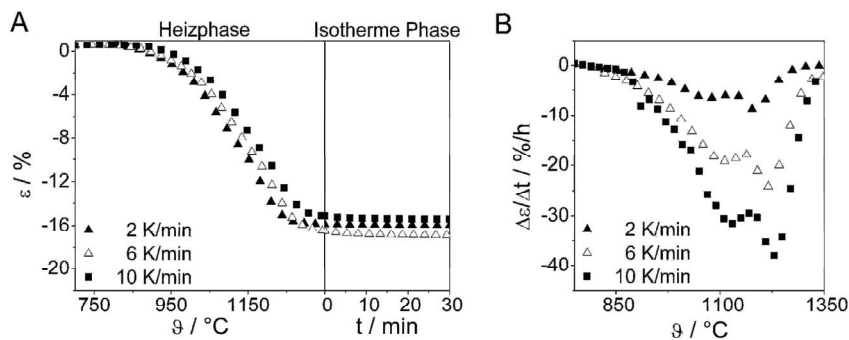 A
Heizphase
Isotherme Phase
0
-4
-8
-12
-16
-20
ε / %
▲ 2 K/min
△ 6 K/min
■ 10 K/min
750 950 1150 0 10 20 30
ϑ / °C
t / min
B
0
-10
-20
-30
-40
Δε/Δt / %/h
▲ 2 K/min
△ 6 K/min
■ 10 K/min
850 1100 1350
ϑ / °C